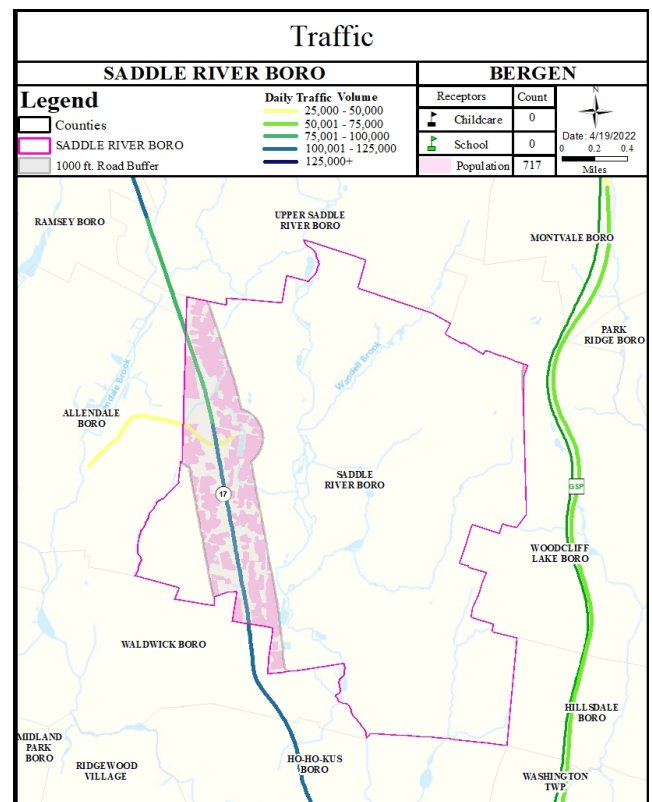 Traffic
SADDLE RIVER BORO
BERGEN
Legend
Counties
SADDLE RIVER BORO
1000 ft. Road Buffer
Daily Traffic Volume
25,000 - 50,000
50,001 - 75,000
75,001 - 100,000
100,001 - 125,000
125,000+
Receptors
Count
Childcare
0
School
0
Population
717
N
Date: 4/19/2022
0 0.2 0.4
Miles
RAMSEY BORO
UPPER SADDLE
RIVER BORO
MONTVALE BORO
PARK
RIDGE BORO
Wandell Brook
Brook
ALLENDALE
BORO
SADDLE
RIVER BORO
GSP
17
WOODCLIFF
LAKE BORO
WALDWICK BORO
HILLSDALE
BORO
MIDLAND
PARK
BORO
RIDGEWOOD
VILLAGE
HO-HO-KUS
BORO
WASHINGTON
TWP